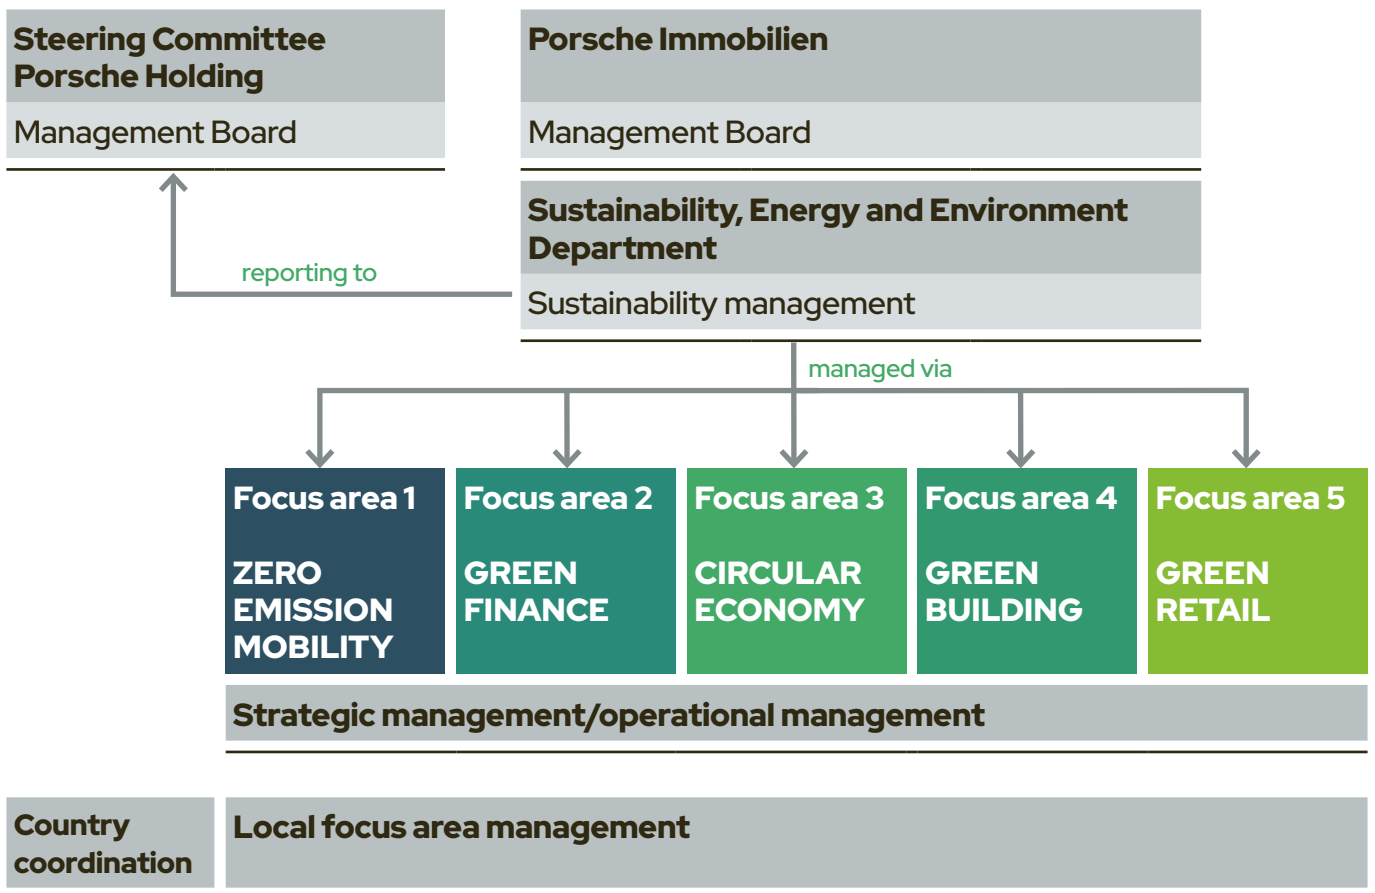 Steering Committee
Porsche Holding
Management Board
Porsche Immobilien
Management Board
Sustainability, Energy and Environment
Department
Sustainability management
reporting to
managed via
Focus area 1
ZERO
EMISSION
MOBILITY
Focus area 2
GREEN
FINANCE
Focus area 3
CIRCULAR
ECONOMY
Focus area 4
GREEN
BUILDING
Focus area 5
GREEN
RETAIL
Strategic management/operational management
Country
coordination
Local focus area management